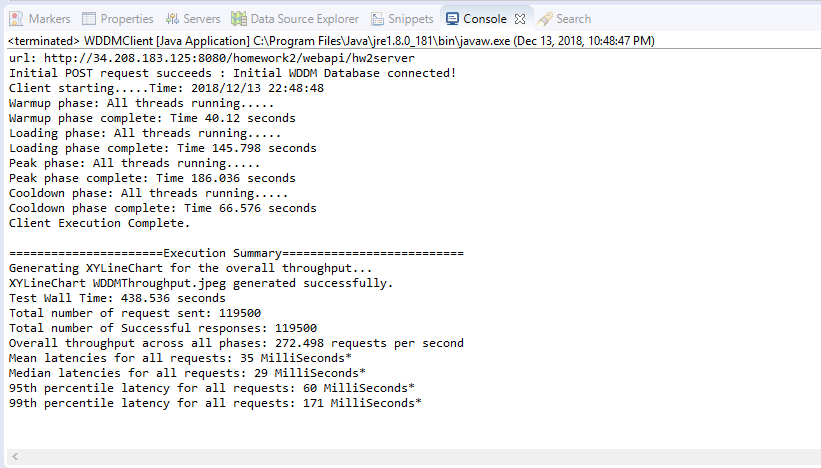 Markers Properties Servers Data Source Explorer Snippets Console Search
<terminated> WDDMClient [Java Application] C:\Program Files\Java\jre1.8.0_181\bin\javaw.exe (Dec 13, 2018, 10:48:47 PM)
url: http://34.208.183.125:8080/homework2/webapi/hw2server
Initial POST request succeeds : Initial WDDM Database connected!
Client starting.....Time: 2018/12/13 22:48:48
Warmup phase: All threads running.....
Warmup phase complete: Time 40.12 seconds
Loading phase: All threads running.....
Loading phase complete: Time 145.798 seconds
Peak phase: All threads running.....
Peak phase complete: Time 186.036 seconds
Cooldown phase: All threads running.....
Cooldown phase complete: Time 66.576 seconds
Client Execution Complete.
======================Execution Summary==========================
Generating XYLineChart for the overall throughput...
XYLineChart WDDMThroughput.jpeg generated successfully.
Test Wall Time: 438.536 seconds
Total number of request sent: 119500
Total number of Successful responses: 119500
Overall throughput across all phases: 272.498 requests per second
Mean latencies for all requests: 35 MilliSeconds*
Median latencies for all requests: 29 MilliSeconds*
95th percentile latency for all requests: 60 MilliSeconds*
99th percentile latency for all requests: 171 MilliSeconds*